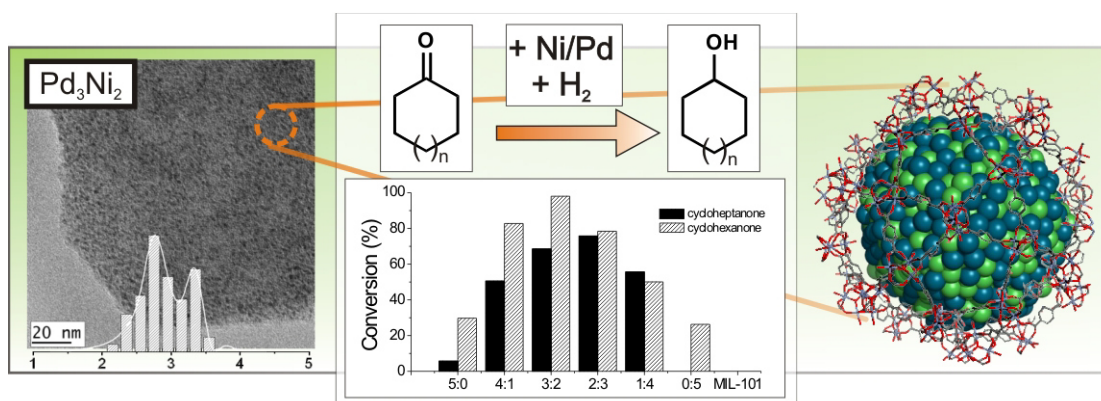 Pd₃Ni₂
20 nm
1 2 3 4 5
O
( )n
+ Ni/Pd
+ H₂
OH
( )n
Conversion (%)
100
80
60
40
20
0
cycloheptanone
cyclohexanone
5:0 4:1 3:2 2:3 1:4 0:5 MIL-101